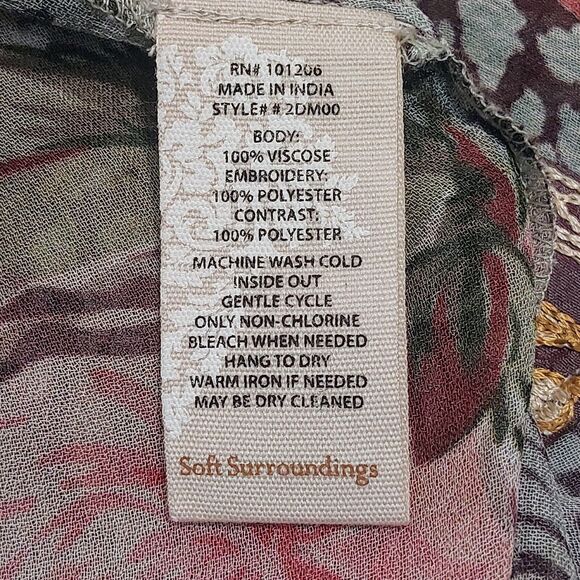 RN# 101206
MADE IN INDIA
STYLE# # 2DM00
BODY:
100% VISCOSE
EMBROIDERY:
100% POLYESTER
CONTRAST:
100% POLYESTER
MACHINE WASH COLD
INSIDE OUT
GENTLE CYCLE
ONLY NON-CHLORINE
BLEACH WHEN NEEDED
HANG TO DRY
WARM IRON IF NEEDED
MAY BE DRY CLEANED
Soft Surroundings